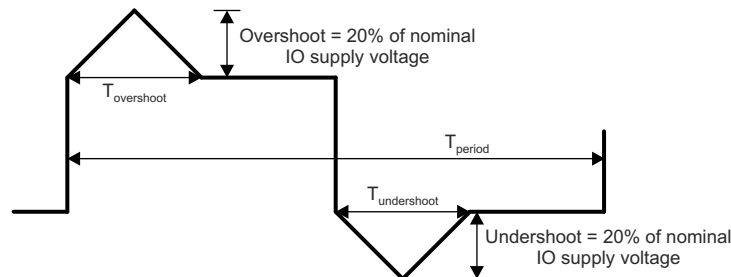 Overshoot = 20% of nominal
IO supply voltage
Tovershoot
Tperiod
Tundershoot
Undershoot = 20% of nominal
IO supply voltage